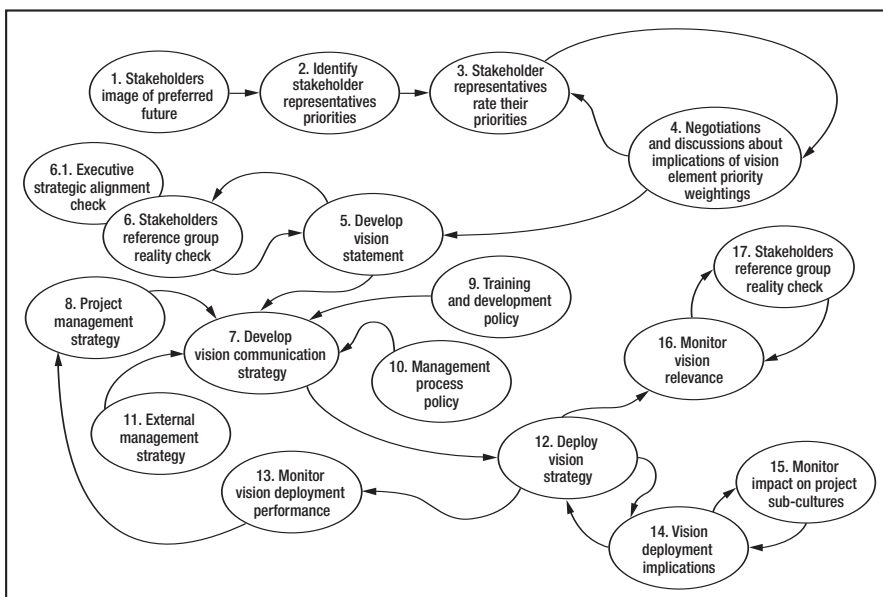 1. Stakeholders
image of preferred
future
2. Identify
stakeholder
representatives
priorities
3. Stakeholder
representatives
rate their
priorities
4. Negotiations
and discussions about
implications of vision
element priority
weightings
6.1. Executive
strategic alignment
check
6. Stakeholders
reference group
reality check
5. Develop
vision
statement
17. Stakeholders
reference group
reality check
8. Project
management
strategy
9. Training
and development
policy
7. Develop
vision communication
strategy
16. Monitor
vision
relevance
10. Management
process
policy
11. External
management
strategy
12. Deploy
vision
strategy
13. Monitor
vision deployment
performance
15. Monitor
impact on project
sub-cultures
14. Vision
deployment
implications